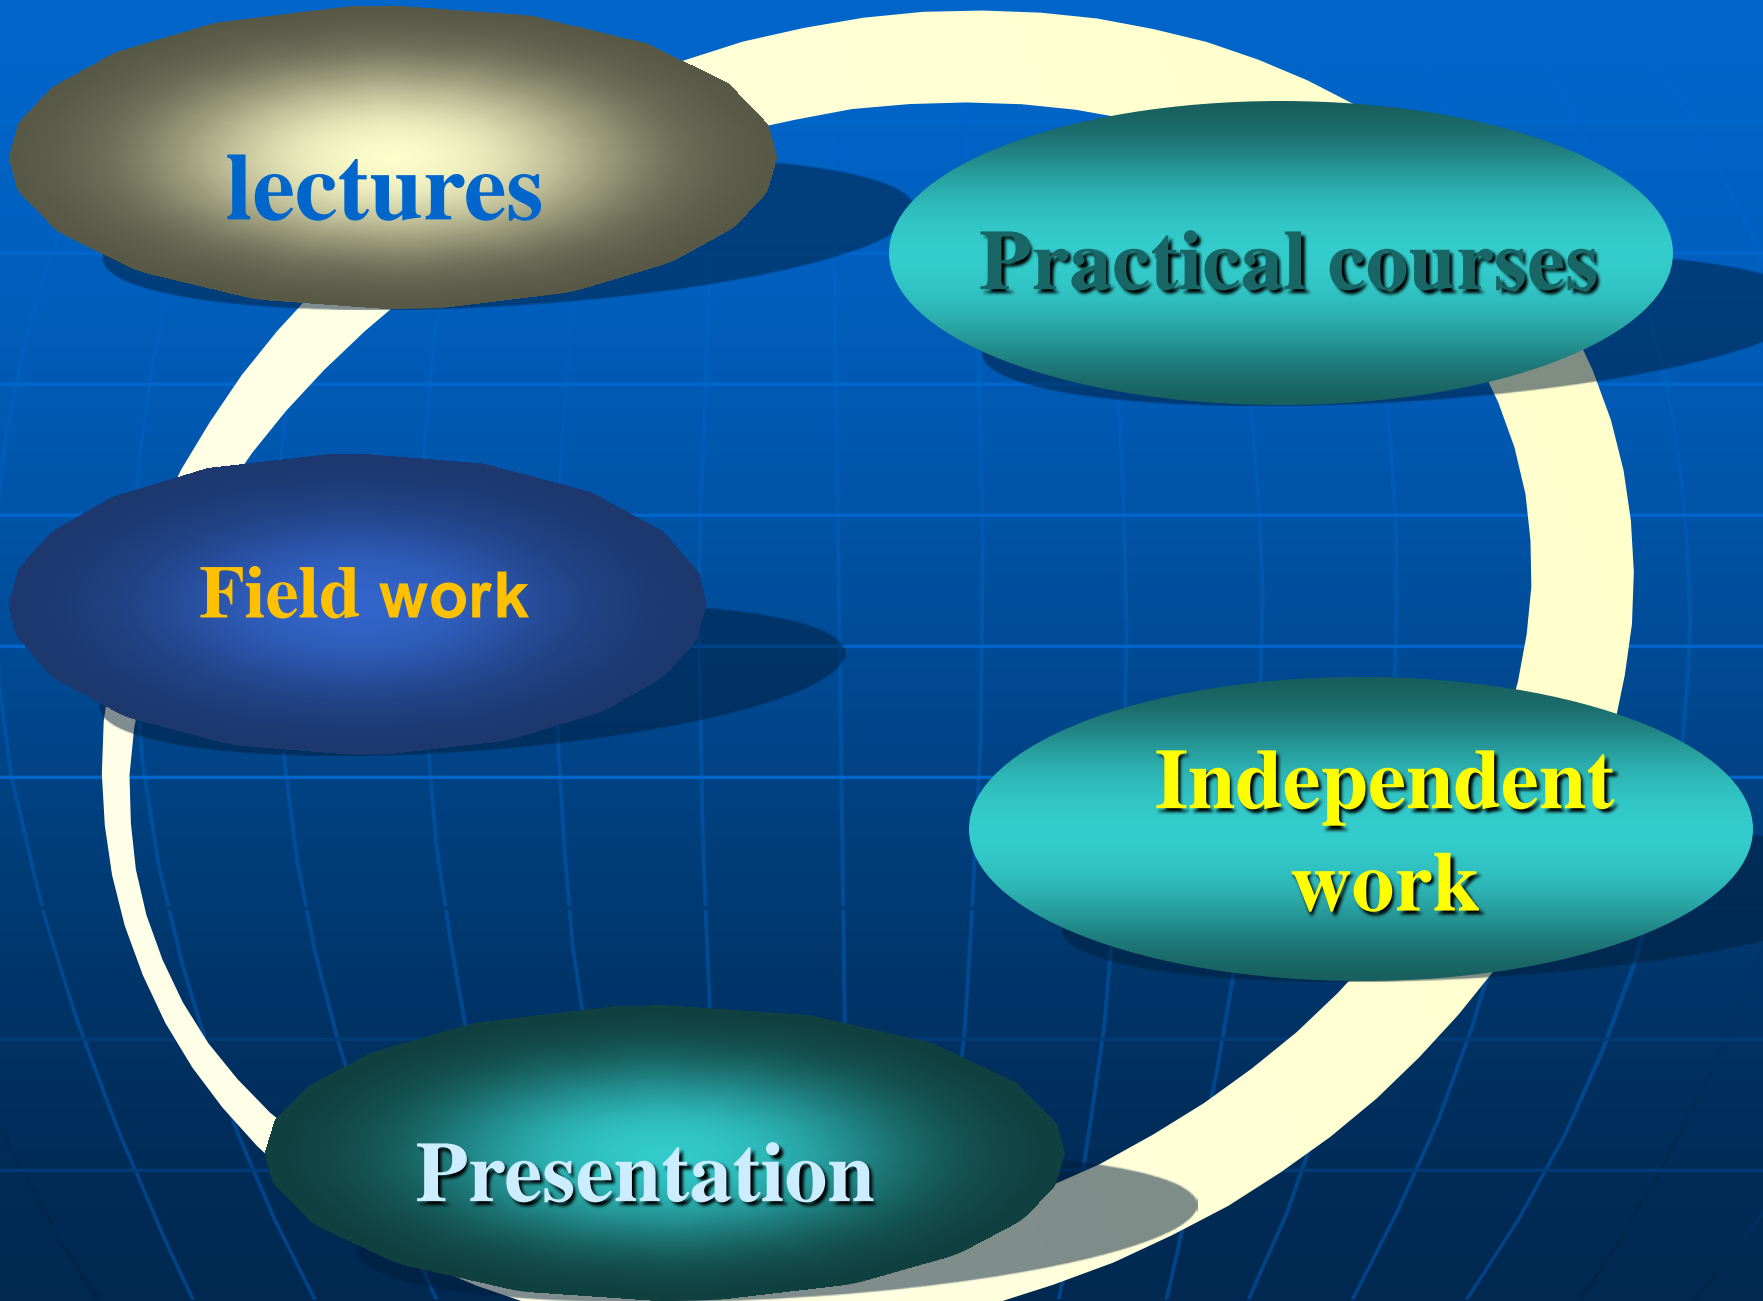 lectures
Practical courses
Field work
Independent
work
Presentation